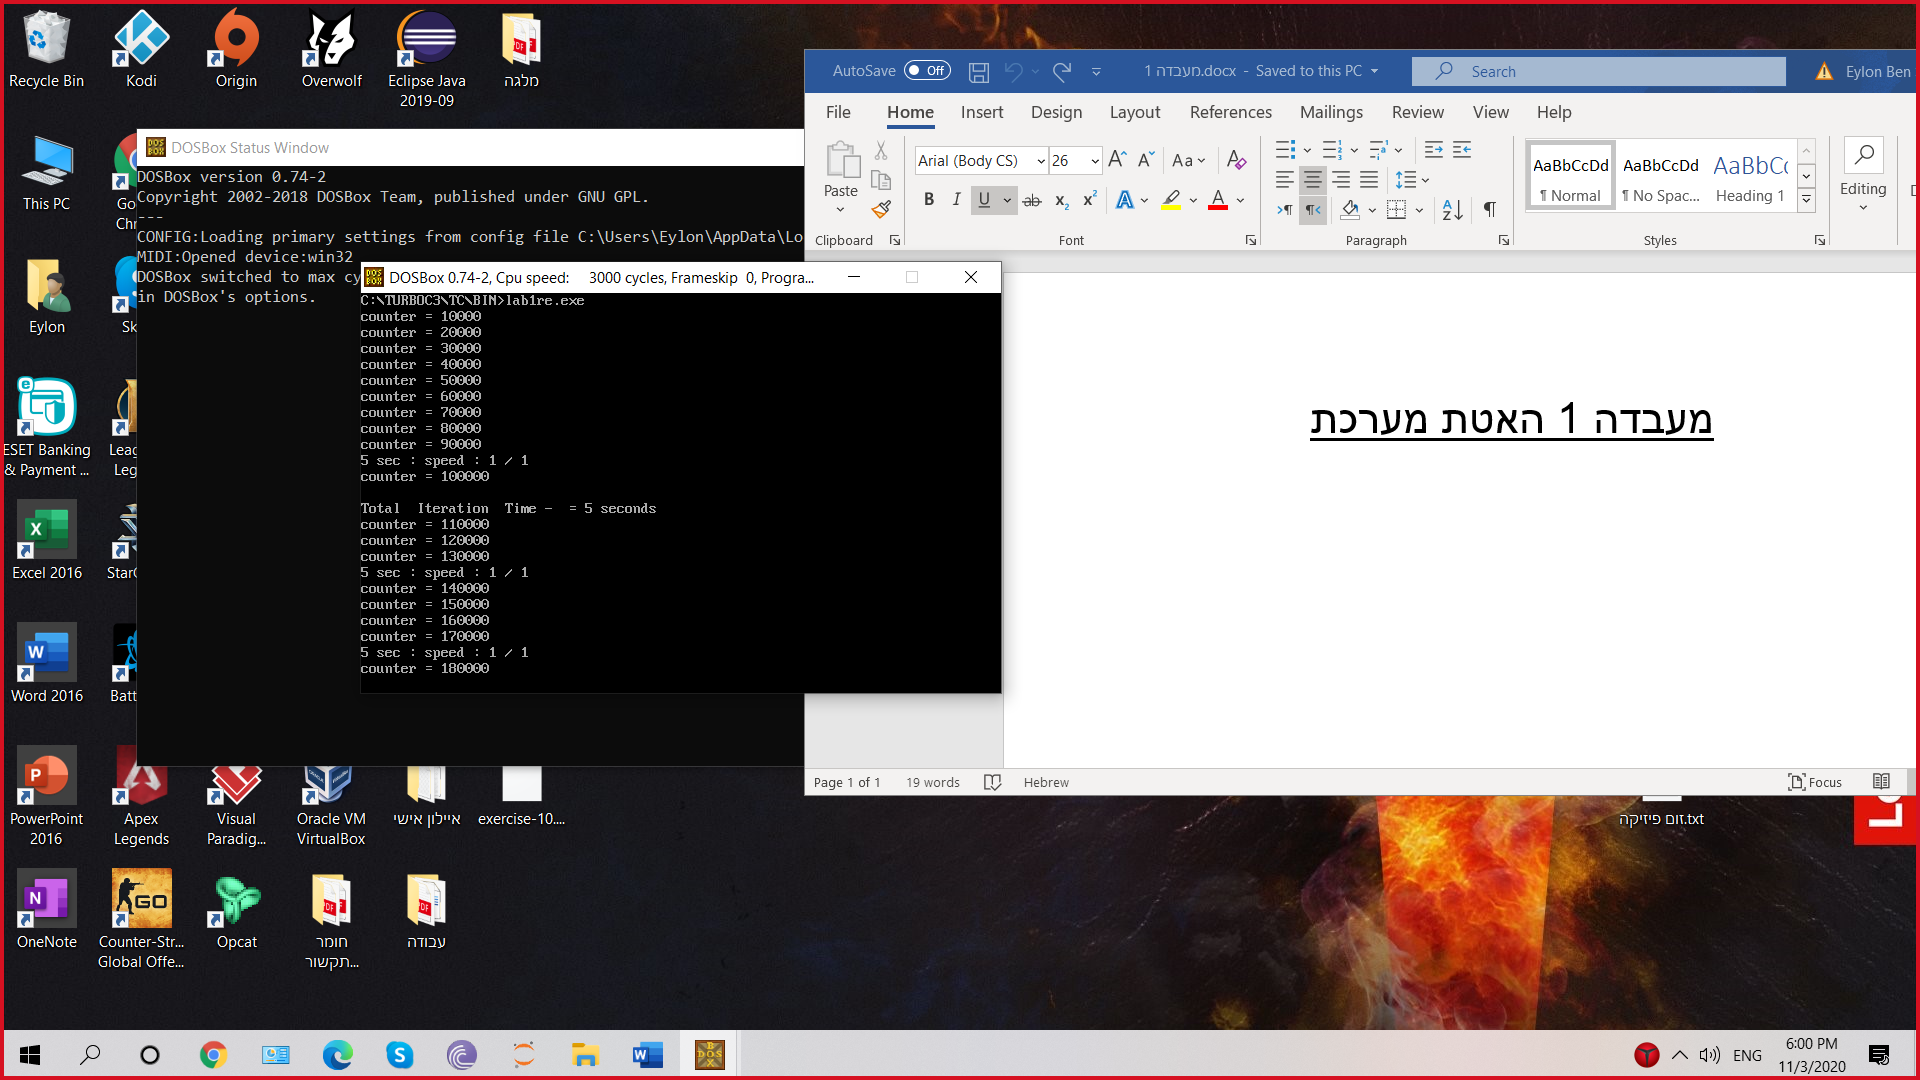 Recycle Bin
Kodi
Origin
Overwolf
Eclipse Java
2019-09
מלגה
This PC
Eylon
ESET Banking
& Payment ...
Excel 2016
Word 2016
PowerPoint
2016
Apex
Legends
Visual
Paradig...
Oracle VM
VirtualBox
איילון אישי
exercise-10....
OneNote
Counter-Str...
Global Offe...
Opcat
חומר
תקשור...
עבודה
זום פיזיקה.txt
DOSBox Status Window
DOSBox version 0.74-2
Copyright 2002-2018 DOSBox Team, published under GNU GPL.
---
CONFIG:Loading primary settings from config file C:\Users\Eylon\AppData\Lo
MIDI:Opened device:win32
DOSBox switched to max cy
in DOSBox's options.
DOSBox 0.74-2, Cpu speed: 3000 cycles, Frameskip 0, Progra...
C:\TURBOC3\TC\BIN>lab1re.exe
counter = 10000
counter = 20000
counter = 30000
counter = 40000
counter = 50000
counter = 60000
counter = 70000
counter = 80000
counter = 90000
5 sec : speed : 1 / 1
counter = 100000
Total Iteration Time - = 5 seconds
counter = 110000
counter = 120000
counter = 130000
5 sec : speed : 1 / 1
counter = 140000
counter = 150000
counter = 160000
counter = 170000
5 sec : speed : 1 / 1
counter = 180000
AutoSave Off
מעבדה 1.docx - Saved to this PC
Search
Eylon Ben
File Home Insert Design Layout References Mailings Review View Help
Paste
Clipboard
Arial (Body CS) 26
Font
Paragraph
AaBbCcDd AaBbCcDd AaBbCc
¶ Normal ¶ No Spac... Heading 1
Styles
Editing
מעבדה 1 האטת מערכת
Page 1 of 1 19 words Hebrew Focus
ENG
6:00 PM
11/3/2020